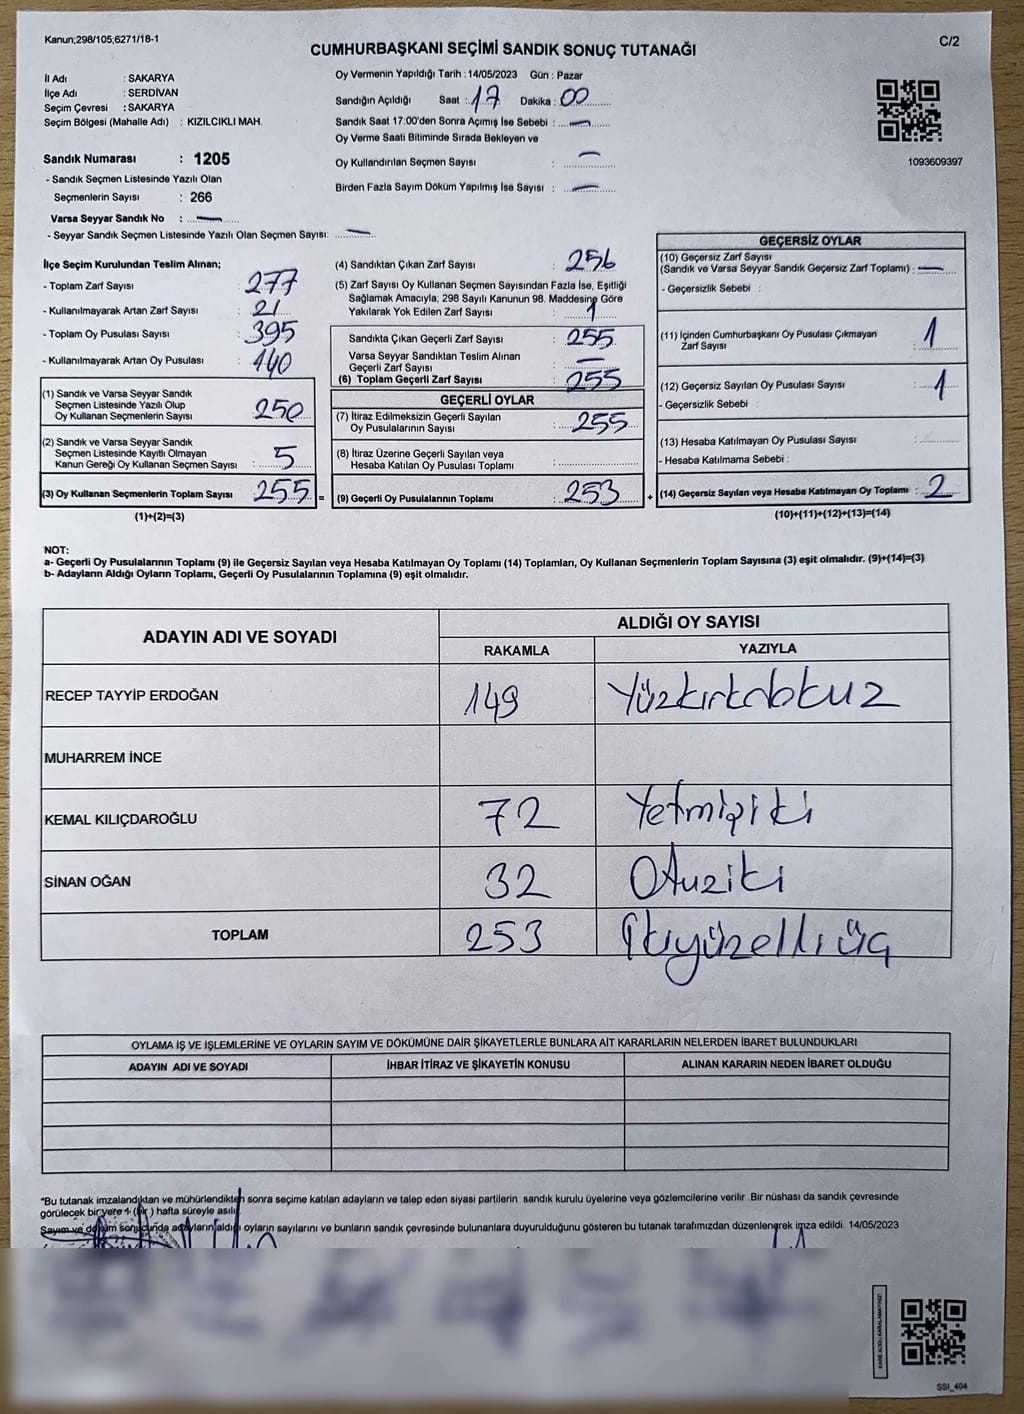 Kanun;298/105;6271/18-1
C/2
CUMHURBAŞKANI SEÇİMİ SANDIK SONUÇ TUTANAĞI
İl Adı : SAKARYA
İlçe Adı : SERDİVAN
Seçim Çevresi : SAKARYA
Seçim Bölgesi (Mahalle Adı) : KIZILCIKLI MAH.
Sandık Numarası : 1205
- Sandık Seçmen Listesinde Yazılı Olan
Seçmenlerin Sayısı : 266
Varsa Seyyar Sandık No : —
- Seyyar Sandık Seçmen Listesinde Yazılı Olan Seçmen Sayısı: —
Oy Vermenin Yapıldığı Tarih : 14/05/2023 Gün : Pazar
Sandığın Açıldığı Saat : 17 Dakika : 00
Sandık Saat 17:00'den Sonra Açımış İse Sebebi : —
Oy Verme Saati Bitiminde Sırada Bekleyen ve
Oy Kullandırılan Seçmen Sayısı : —
Birden Fazla Sayım Döküm Yapılmış İse Sayısı : —
1093609397
İlçe Seçim Kurulundan Teslim Alınan;
- Toplam Zarf Sayısı : 277
- Kullanılmayarak Artan Zarf Sayısı : 21
- Toplam Oy Pusulası Sayısı : 395
- Kullanılmayarak Artan Oy Pusulası : 140
(1) Sandık ve Varsa Seyyar Sandık
Seçmen Listesinde Yazılı Olup
Oy Kullanan Seçmenlerin Sayısı : 250
(2) Sandık ve Varsa Seyyar Sandık
Seçmen Listesinde Kayıtlı Olmayan
Kanun Gereği Oy Kullanan Seçmen Sayısı : 5
(3) Oy Kullanan Seçmenlerin Toplam Sayısı : 255 =
(1)+(2)=(3)
(4) Sandıktan Çıkan Zarf Sayısı : 256
(5) Zarf Sayısı Oy Kullanan Seçmen Sayısından Fazla İse, Eşitliği
Sağlamak Amacıyla, 298 Sayılı Kanunun 98. Maddesine Göre
Yakılarak Yok Edilen Zarf Sayısı : 1
Sandıkta Çıkan Geçerli Zarf Sayısı : 255
Varsa Seyyar Sandıktan Teslim Alınan
Geçerli Zarf Sayısı : —
(6) Toplam Geçerli Zarf Sayısı : 255
GEÇERLİ OYLAR
(7) İtiraz Edilmeksizin Geçerli Sayılan
Oy Pusulalarının Sayısı : 255
(8) İtiraz Üzerine Geçerli Sayılan veya
Hesaba Katılan Oy Pusulası Toplamı :
(9) Geçerli Oy Pusulalarının Toplamı : 253 +
GEÇERSİZ OYLAR
(10) Geçersiz Zarf Sayısı
(Sandık ve Varsa Seyyar Sandık Geçersiz Zarf Toplamı) : —
- Geçersizlik Sebebi :
(11) İçinden Cumhurbaşkanı Oy Pusulası Çıkmayan
Zarf Sayısı : 1
(12) Geçersiz Sayılan Oy Pusulası Sayısı : 1
- Geçersizlik Sebebi :
(13) Hesaba Katılmayan Oy Pusulası Sayısı :
- Hesaba Katılmama Sebebi :
(14) Geçersiz Sayılan veya Hesaba Katılmayan Oy Toplamı : 2
(10)+(11)+(12)+(13)=(14)
NOT:
a- Geçerli Oy Pusulalarının Toplamı (9) ile Geçersiz Sayılan veya Hesaba Katılmayan Oy Toplamı (14) Toplamları, Oy Kullanan Seçmenlerin Toplam Sayısına (3) eşit olmalıdır. (9)+(14)=(3)
b- Adayların Aldığı Oyların Toplamı, Geçerli Oy Pusulalarının Toplamına (9) eşit olmalıdır.
ADAYIN ADI VE SOYADI
ALDIĞI OY SAYISI
RAKAMLA YAZIYLA
RECEP TAYYİP ERDOĞAN 149 Yüzkırkdokuz
MUHARREM İNCE
KEMAL KILIÇDAROĞLU 72 Yetmişiki
SİNAN OĞAN 32 Otuziki
TOPLAM 253 İkiyüzelliüç
OYLAMA İŞ VE İŞLEMLERİNE VE OYLARIN SAYIM VE DÖKÜMÜNE DAİR ŞİKAYETLERLE BUNLARA AİT KARARLARIN NELERDEN İBARET BULUNDUKLARI
ADAYIN ADI VE SOYADI İHBAR İTİRAZ VE ŞİKAYETİN KONUSU ALINAN KARARIN NEDEN İBARET OLDUĞU
*Bu tutanak imzalandıktan ve mühürlendikten sonra seçime katılan adayların ve talep eden siyasi partilerin sandık kurulu üyelerine veya gözlemcilerine verilir .Bir nüshası da sandık çevresinde
görülecek bir yere 1 (Bir) hafta süreyle asılır
Sayım ve döküm sonucunda adayların aldığı oyların sayılarını ve bunların sandık çevresinde bulunanlara duyurulduğunu gösteren bu tutanak tarafımızdan düzenlenerek imza edildi. 14/05/2023
SSI_404